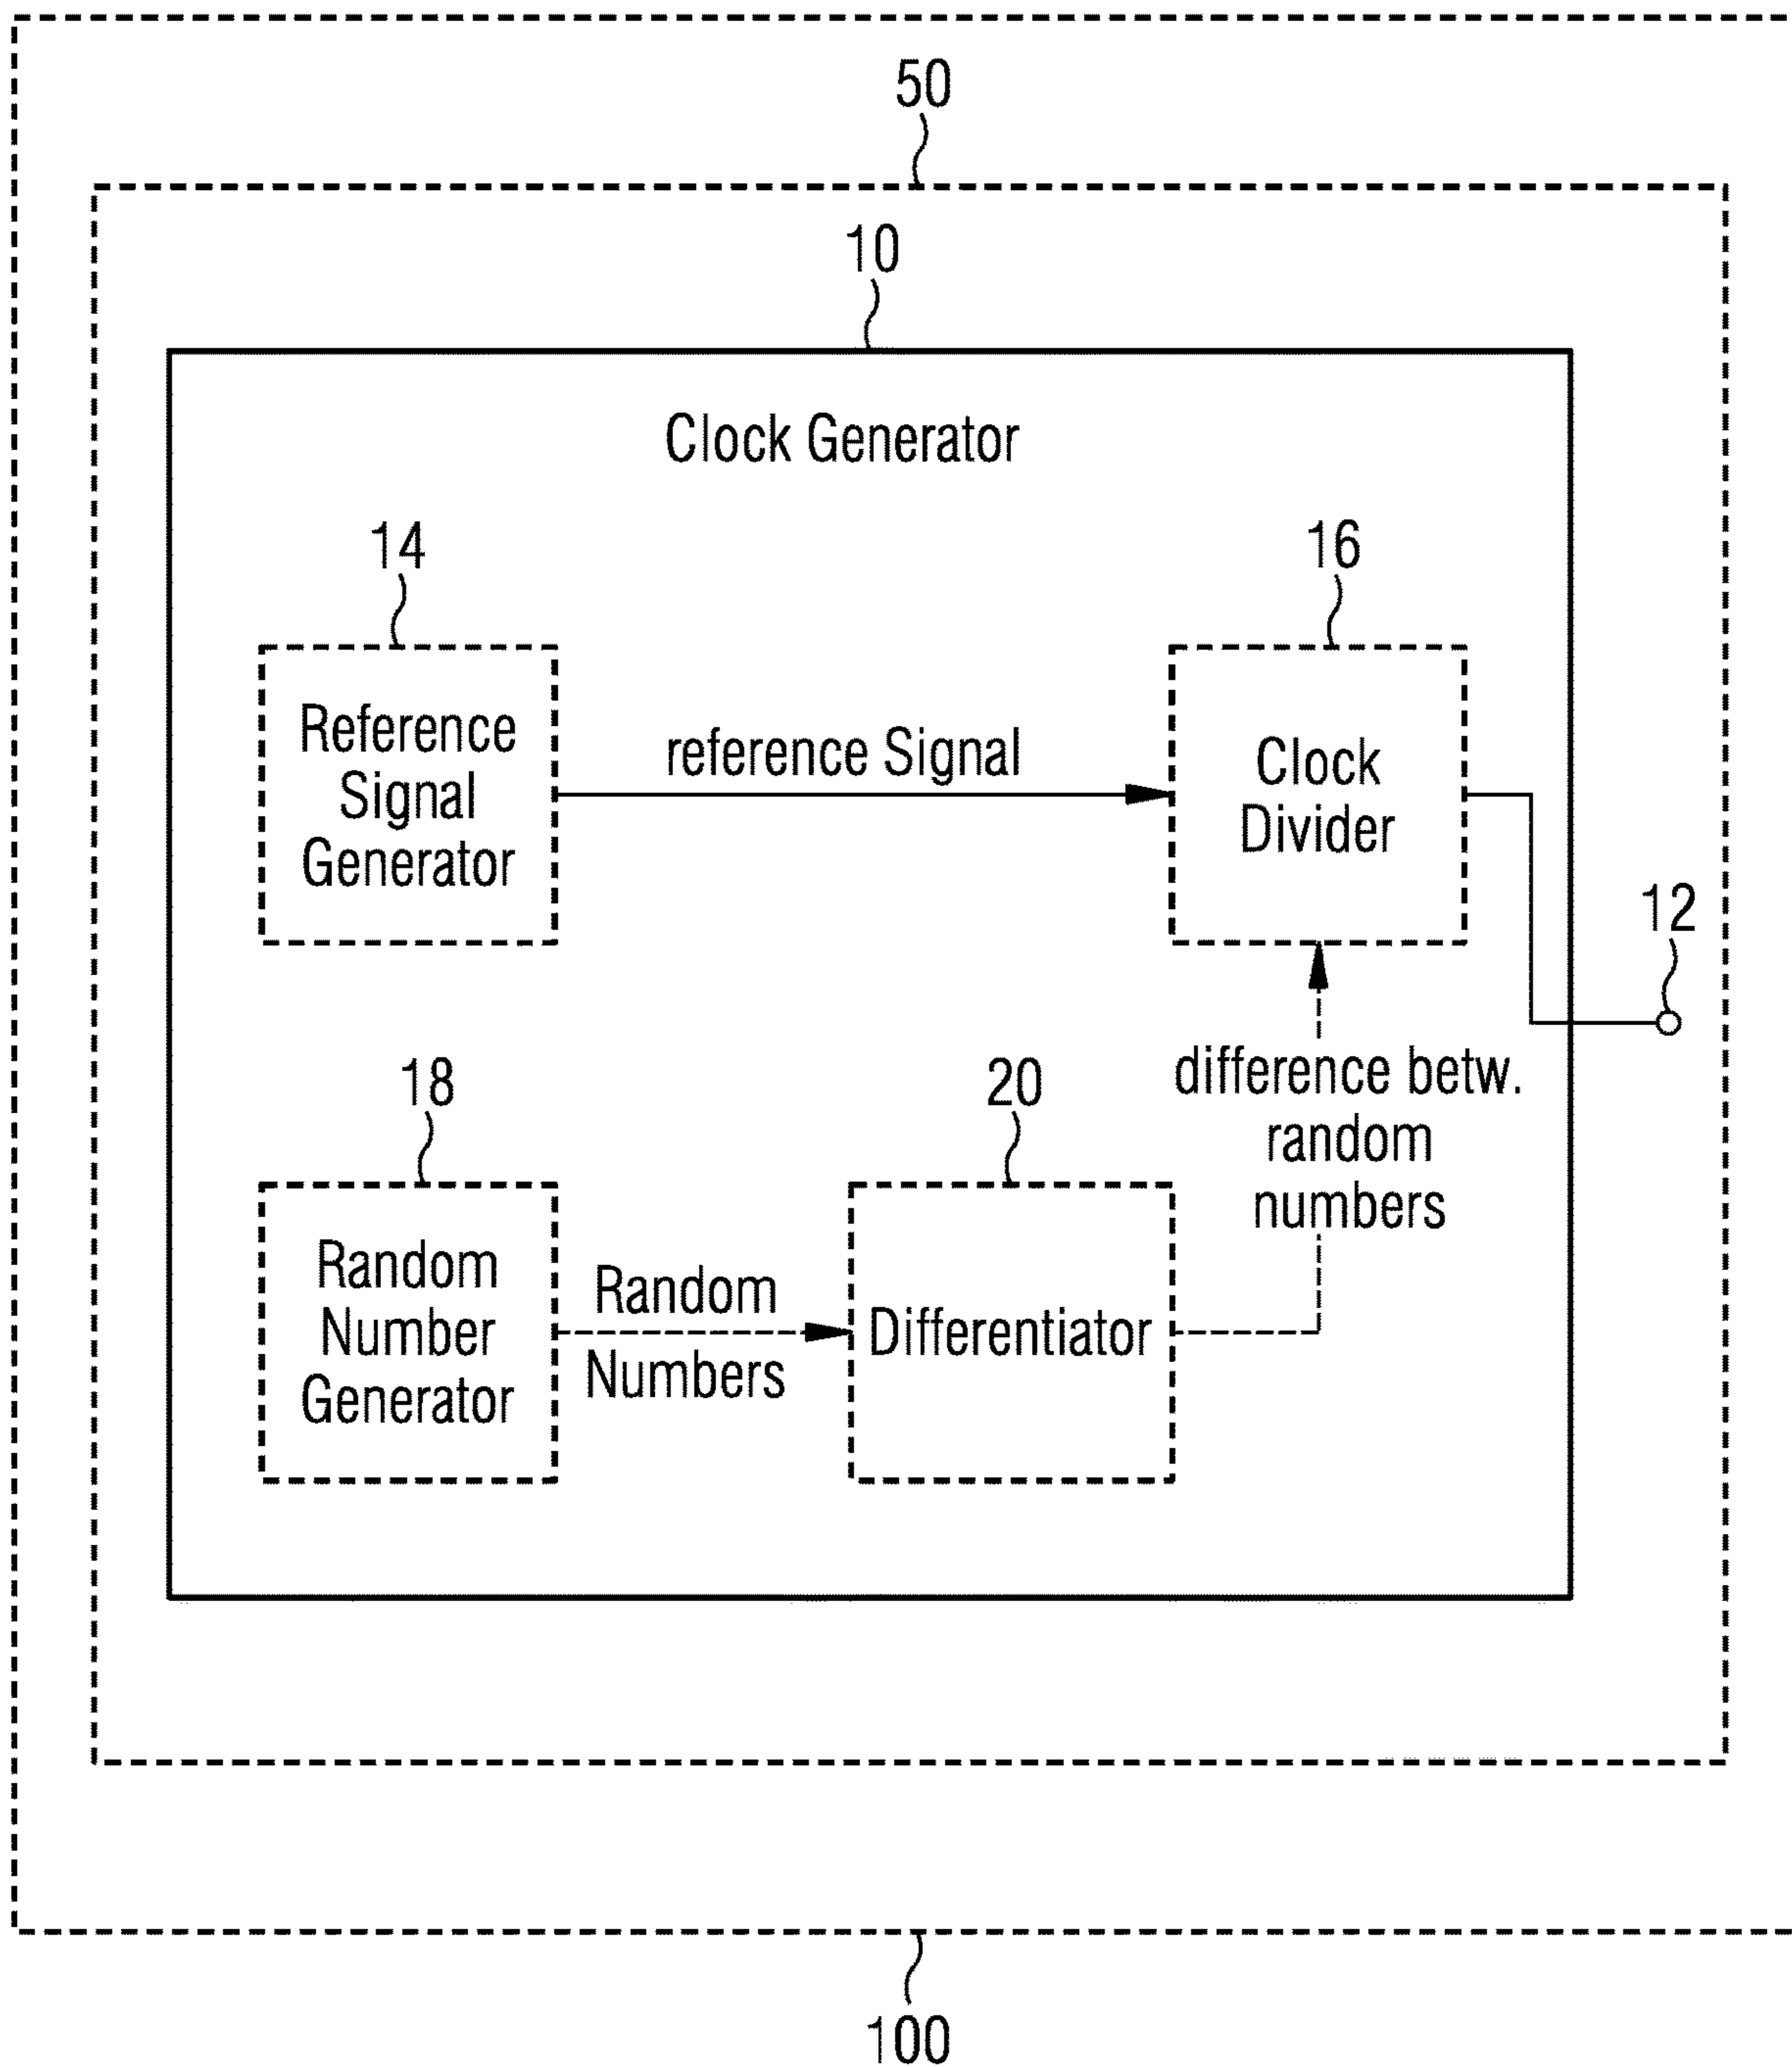 50
10
Clock Generator
14
16
Reference
Signal
Generator
reference Signal
Clock
Divider
12
18
20
difference betw.
random
numbers
Random
Number
Generator
Random
Numbers
Differentiator
100